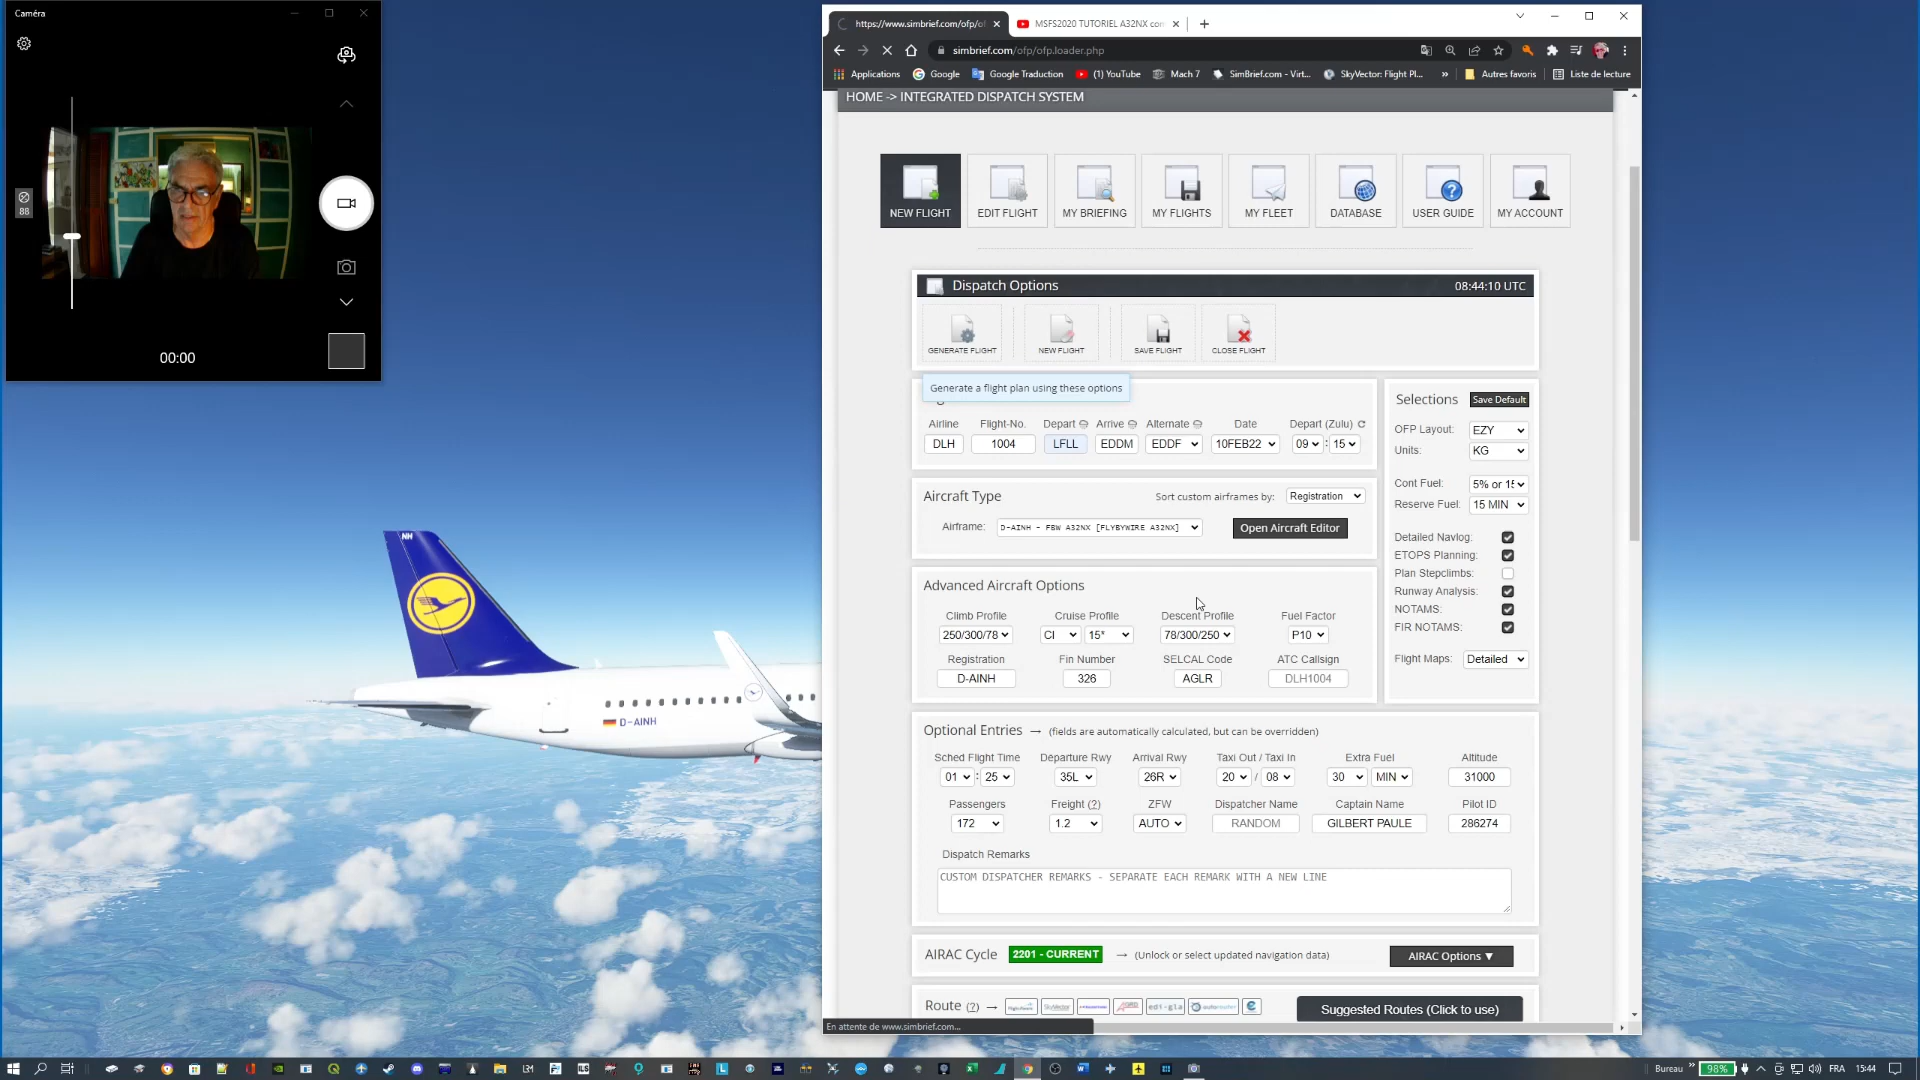 Caméra
88
00:00
NH
D-AINH
https://www.simbrief.com/ofp/o
MSFS2020 TUTORIEL A32NX con
simbrief.com/ofp/ofp.loader.php
Applications
Google
Google Traduction
(1) YouTube
Mach 7
SimBrief.com - Virt...
SkyVector: Flight Pl...
»
Autres favoris
Liste de lecture
HOME -> INTEGRATED DISPATCH SYSTEM
NEW FLIGHT
EDIT FLIGHT
MY BRIEFING
MY FLIGHTS
MY FLEET
DATABASE
USER GUIDE
MY ACCOUNT
Dispatch Options
08:44:10 UTC
GENERATE FLIGHT
NEW FLIGHT
SAVE FLIGHT
CLOSE FLIGHT
Generate a flight plan using these options
Airline Flight-No. Depart Arrive Alternate Date Depart (Zulu)
DLH 1004 LFLL EDDM EDDF 10FEB22 09 : 15
Selections Save Default
OFP Layout: EZY
Units: KG
Cont Fuel: 5% or 15
Reserve Fuel: 15 MIN
Detailed Navlog:
ETOPS Planning:
Plan Stepclimbs:
Runway Analysis:
NOTAMS:
FIR NOTAMS:
Flight Maps: Detailed
Aircraft Type
Sort custom airframes by: Registration
Airframe: D-AINH - FBW A32NX [FLYBYWIRE A32NX]
Open Aircraft Editor
Advanced Aircraft Options
Climb Profile Cruise Profile Descent Profile Fuel Factor
250/300/78 CI 15* 78/300/250 P10
Registration Fin Number SELCAL Code ATC Callsign
D-AINH 326 AGLR DLH1004
Optional Entries → (fields are automatically calculated, but can be overridden)
Sched Flight Time Departure Rwy Arrival Rwy Taxi Out / Taxi In Extra Fuel Altitude
01 : 25 35L 26R 20 / 08 30 MIN 31000
Passengers Freight (?) ZFW Dispatcher Name Captain Name Pilot ID
172 1.2 AUTO RANDOM GILBERT PAULE 286274
Dispatch Remarks
CUSTOM DISPATCHER REMARKS - SEPARATE EACH REMARK WITH A NEW LINE
AIRAC Cycle 2201 - CURRENT → (Unlock or select updated navigation data)
AIRAC Options ▼
Route (?) →
edi-gla
autorouter
Suggested Routes (Click to use)
En attente de www.simbrief.com...
Bureau » 98% FRA 15:44